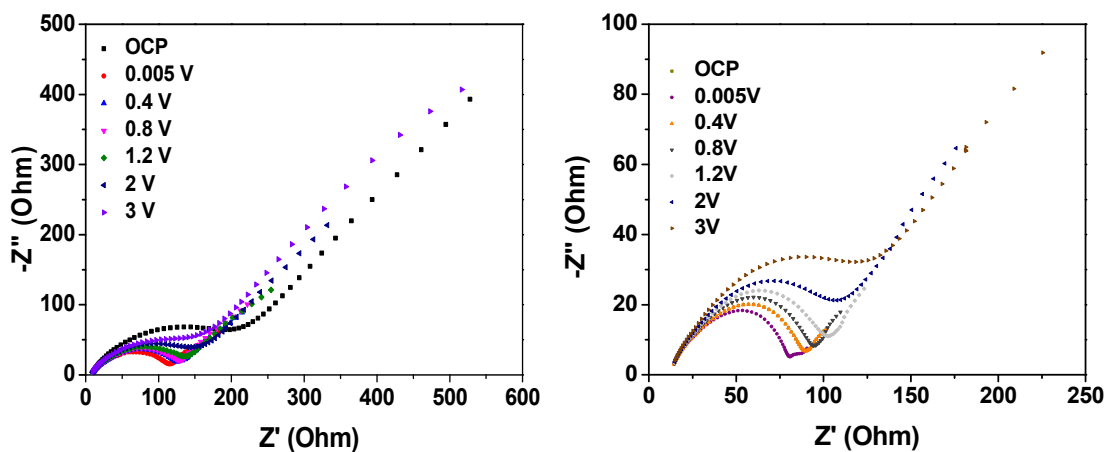 500
400
300
200
100
0
-Z" (Ohm)
OCP
0.005 V
0.4 V
0.8 V
1.2 V
2 V
3 V
0 100 200 300 400 500 600
Z' (Ohm)
100
80
60
40
20
0
-Z" (Ohm)
OCP
0.005V
0.4V
0.8V
1.2V
2V
3V
0 50 100 150 200 250
Z' (Ohm)